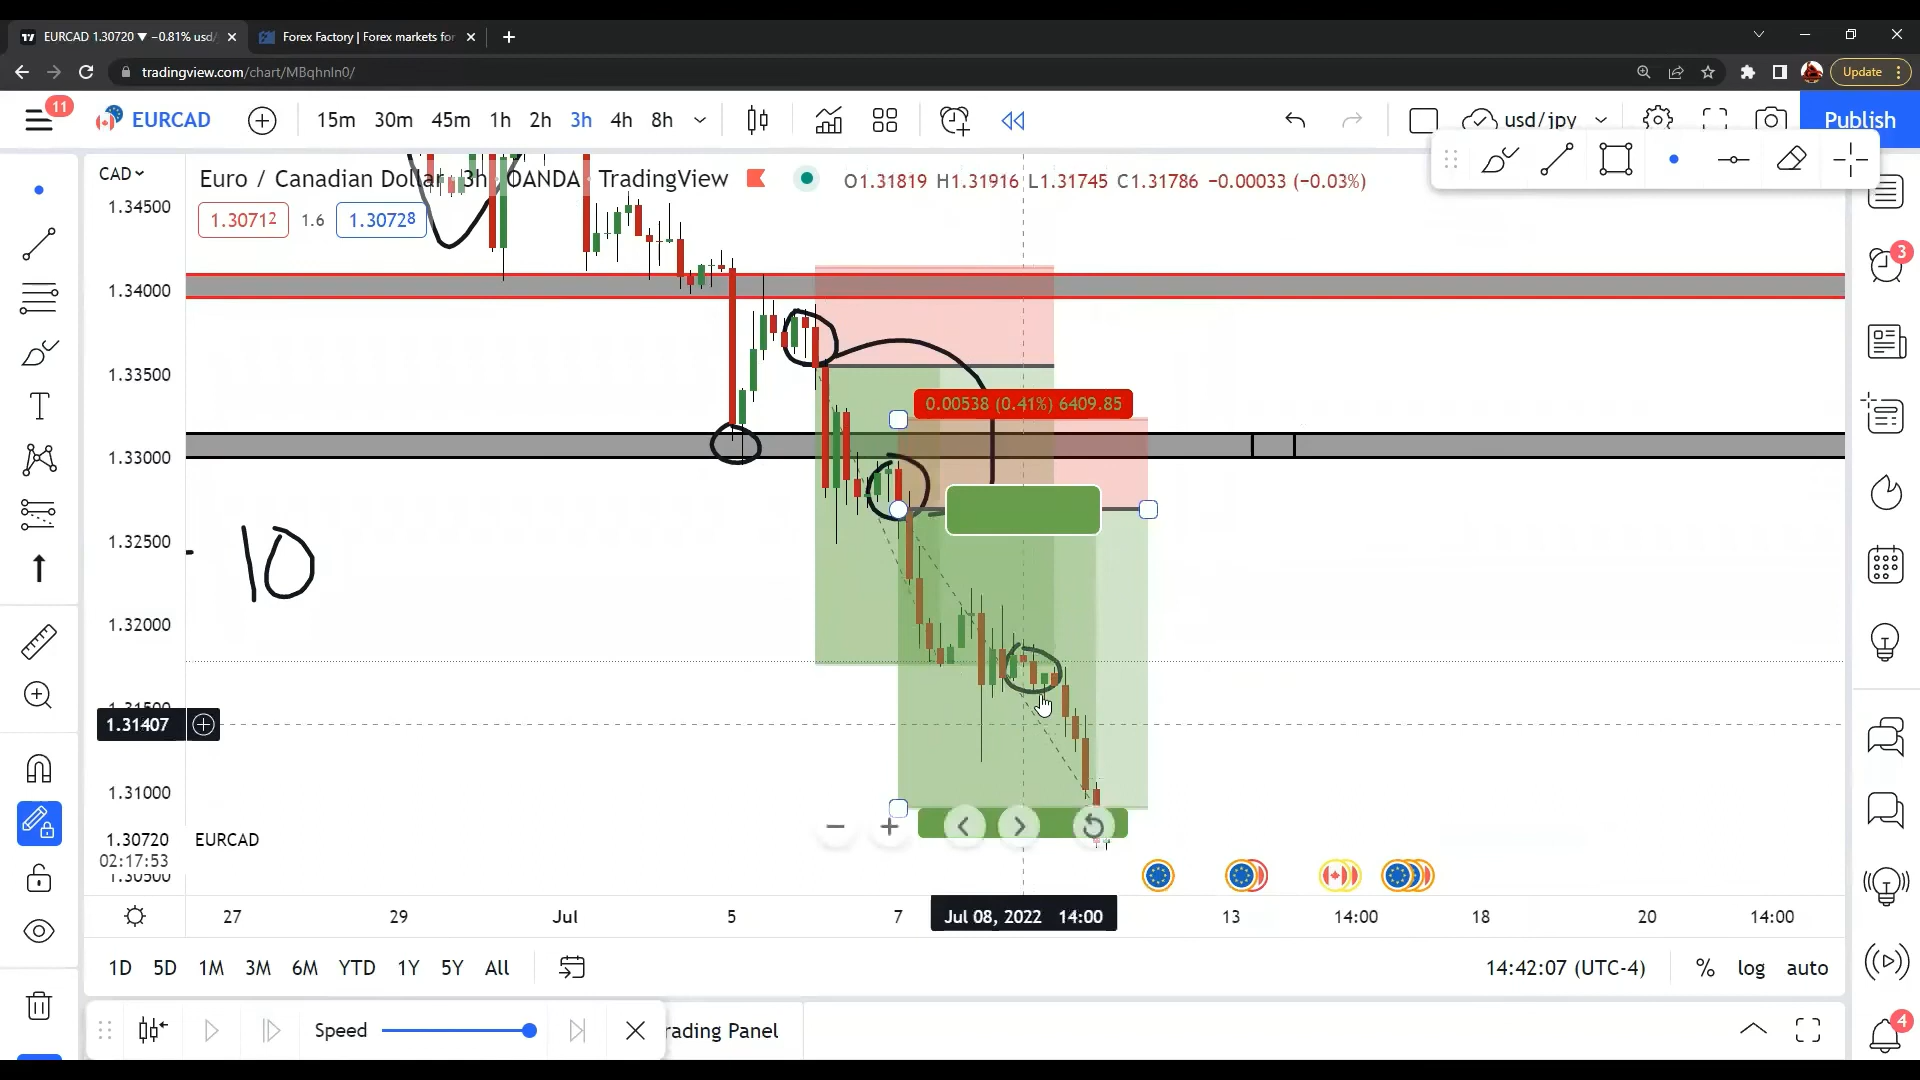 EURCAD 1.30720 ▼ −0.81% usd/
Forex Factory | Forex markets for
tradingview.com/chart/MBqhnln0/
Update
11
EURCAD
15m 30m 45m 1h 2h 3h 4h 8h
usd/jpy
Publish
CAD
Euro / Canadian Dollar · 3h · OANDA · TradingView
O1.31819 H1.31916 L1.31745 C1.31786 −0.00033 (−0.03%)
1.30712 1.6 1.30728
1.34500
1.34000
1.33500
0.00538 (0.41%) 6409.85
1.33000
1.32500
10
1.32000
1.31407
1.31000
1.30720 EURCAD
02:17:53
1.30500
27 29 Jul 5 7 Jul 08, 2022 14:00 13 14:00 18 20 14:00
1D 5D 1M 3M 6M YTD 1Y 5Y All
14:42:07 (UTC-4) % log auto
Speed
rading Panel
3
4